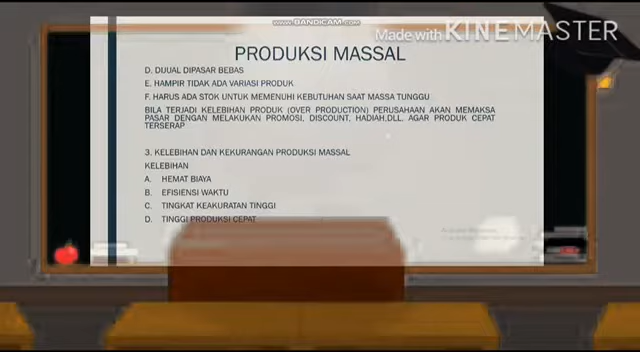 www.BANDICAM.com
Made with KINEMASTER
PRODUKSI MASSAL
D. DIJUAL DIPASAR BEBAS
E. HAMPIR TIDAK ADA VARIASI PRODUK
F. HARUS ADA STOK UNTUK MEMENUHI KEBUTUHAN SAAT MASSA TUNGGU
BILA TERJADI KELEBIHAN PRODUK (OVER PRODUCTION) PERUSAHAAN AKAN MEMAKSA
PASAR DENGAN MELAKUKAN PROMOSI, DISCOUNT, HADIAH,DLL. AGAR PRODUK CEPAT
TERSERAP
3. KELEBIHAN DAN KEKURANGAN PRODUKSI MASSAL
KELEBIHAN
A. HEMAT BIAYA
B. EFISIENSI WAKTU
C. TINGKAT KEAKURATAN TINGGI
D. TINGGI PRODUKSI CEPAT